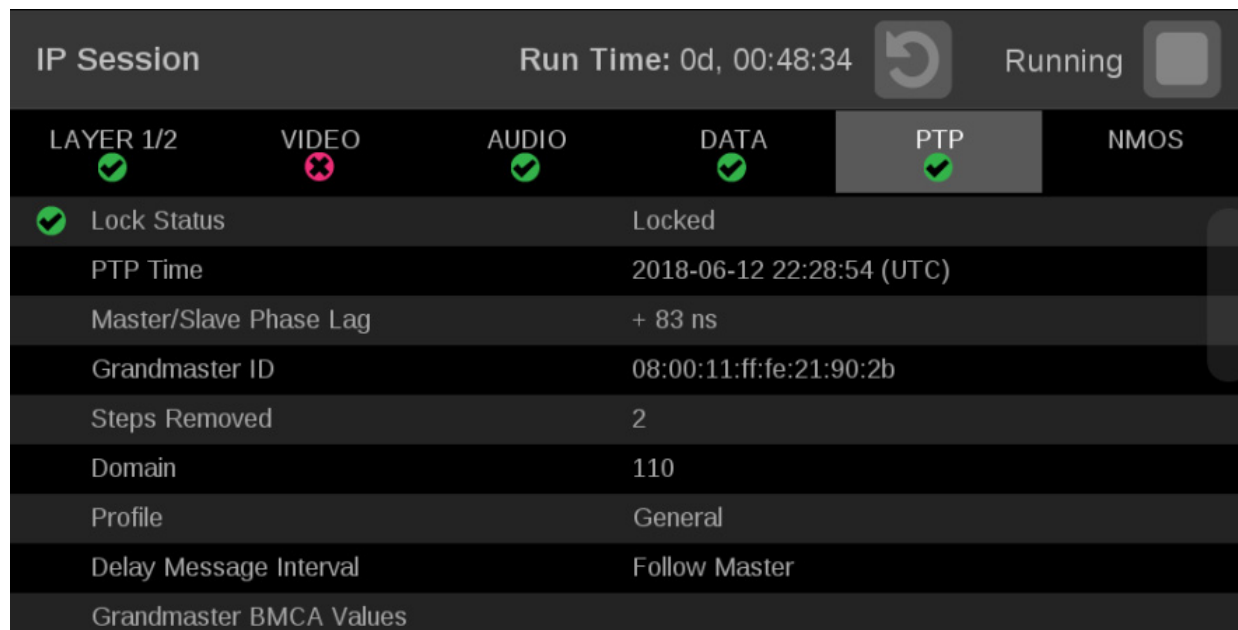 IP Session Run Time: 0d, 00:48:34 Running
LAYER 1/2 VIDEO AUDIO DATA PTP NMOS
Lock Status Locked
PTP Time 2018-06-12 22:28:54 (UTC)
Master/Slave Phase Lag + 83 ns
Grandmaster ID 08:00:11:ff:fe:21:90:2b
Steps Removed 2
Domain 110
Profile General
Delay Message Interval Follow Master
Grandmaster BMCA Values